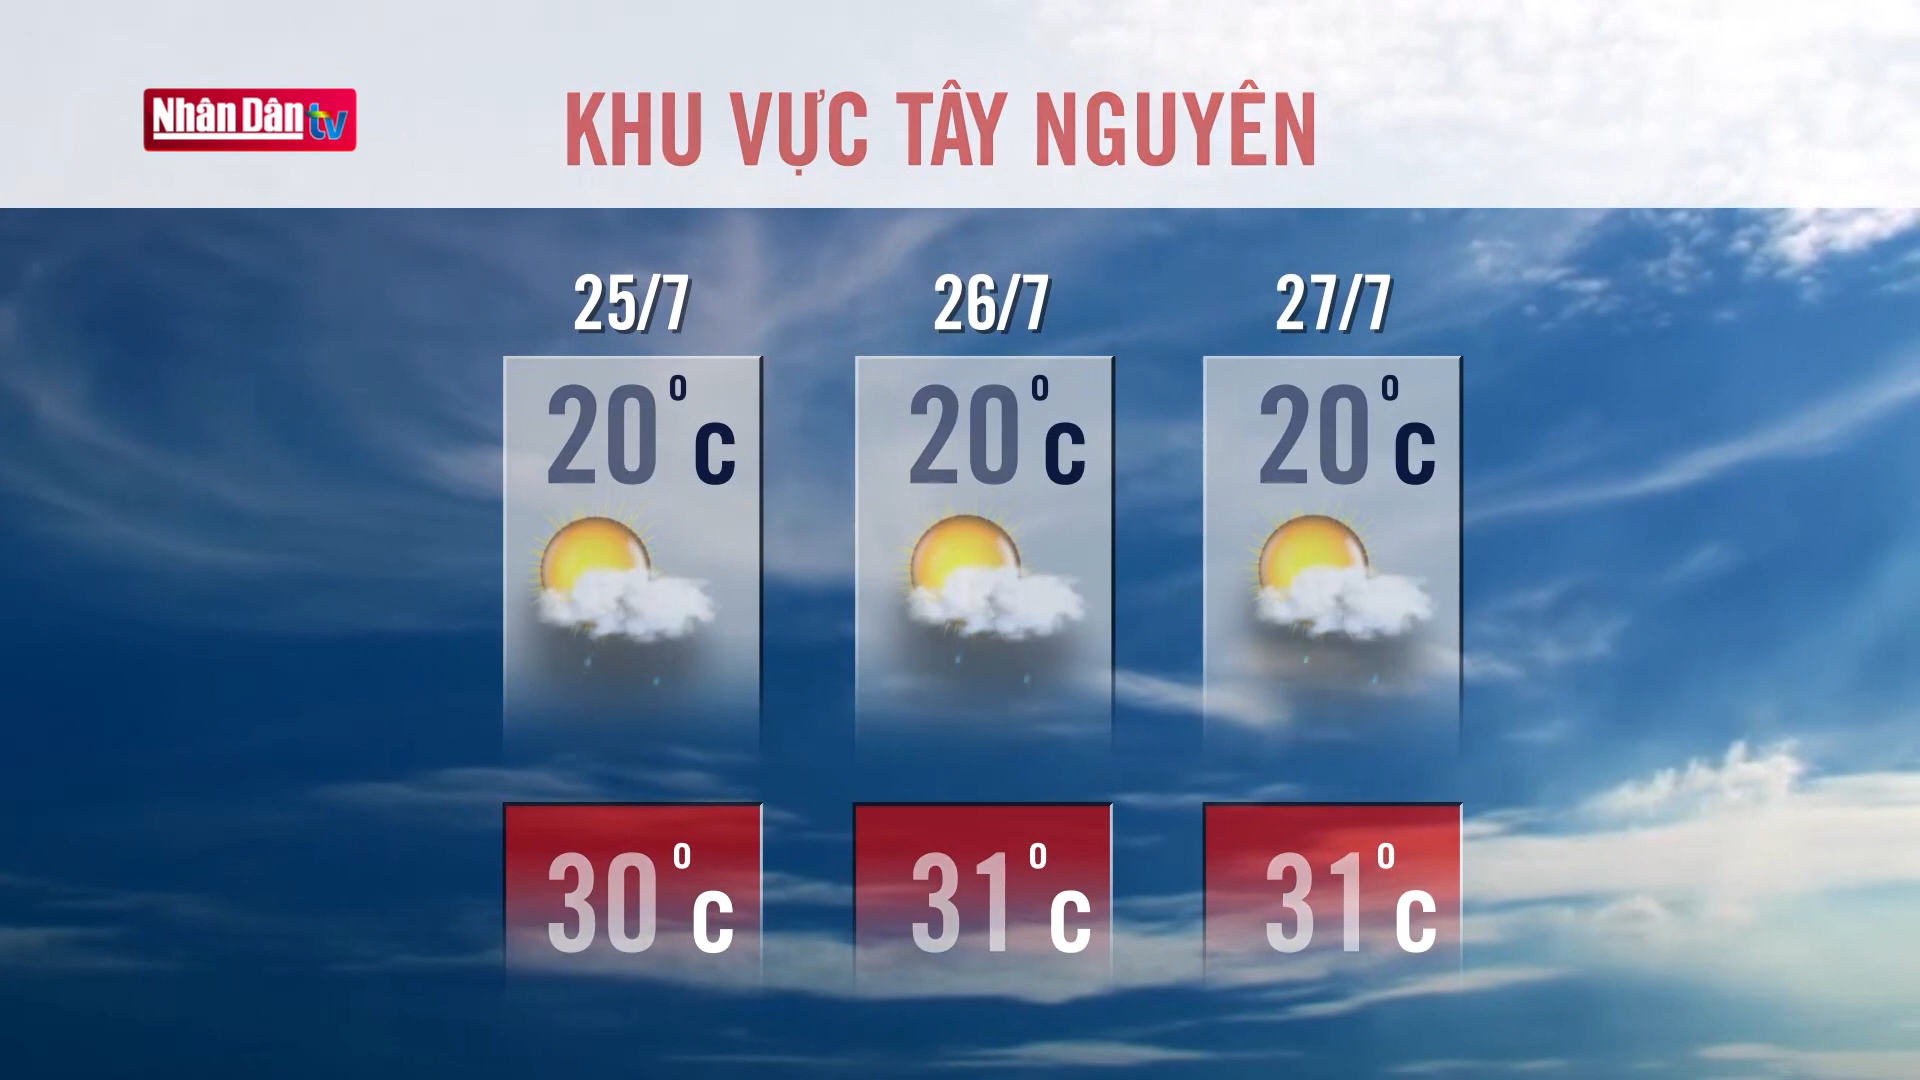 Nhân Dân tv
KHU VỰC TÂY NGUYÊN
25/7 26/7 27/7
20°C 20°C 20°C
30°C 31°C 31°C